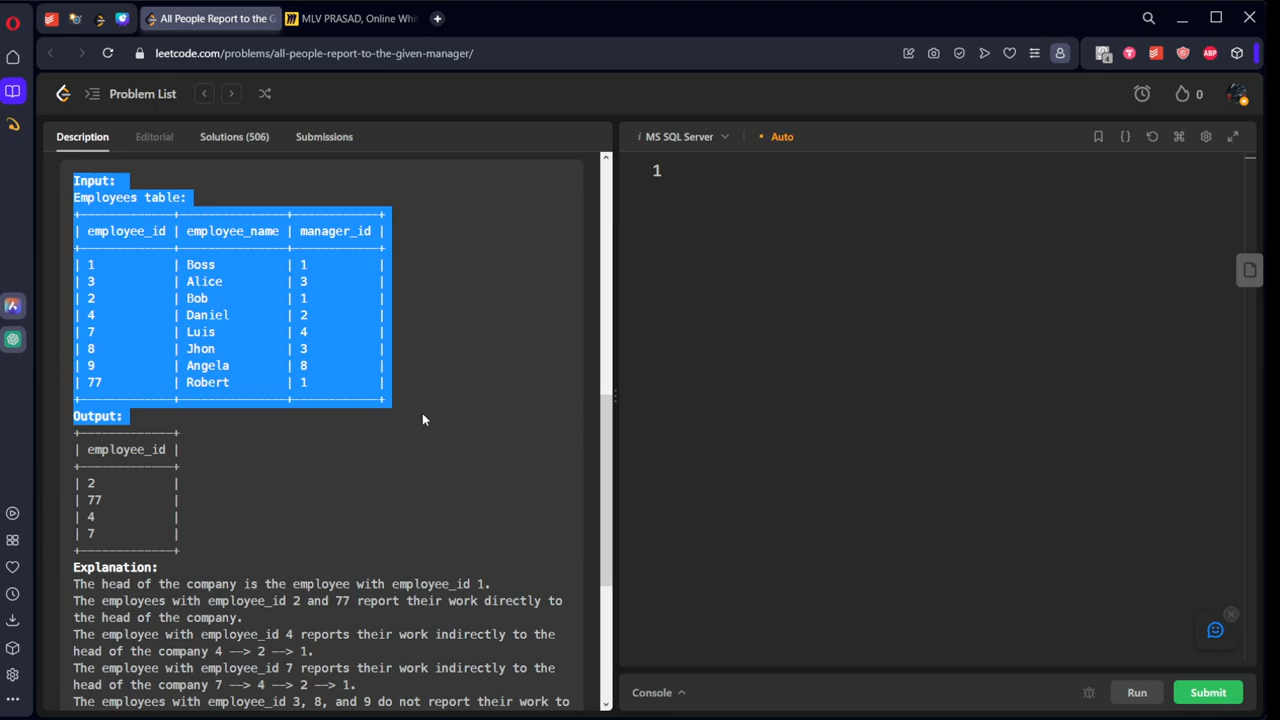 All People Report to the G
MLV PRASAD, Online Whi
leetcode.com/problems/all-people-report-to-the-given-manager/
4
ABP
Problem List
0
Description
Editorial
Solutions (506)
Submissions
i MS SQL Server
• Auto
1
Input:
Employees table:
+-------------+---------------+------------+
| employee_id | employee_name | manager_id |
+-------------+---------------+------------+
| 1           | Boss          | 1          |
| 3           | Alice         | 3          |
| 2           | Bob           | 1          |
| 4           | Daniel        | 2          |
| 7           | Luis          | 4          |
| 8           | Jhon          | 3          |
| 9           | Angela        | 8          |
| 77          | Robert        | 1          |
+-------------+---------------+------------+
Output:
+-------------+
| employee_id |
+-------------+
| 2           |
| 77          |
| 4           |
| 7           |
+-------------+
Explanation:
The head of the company is the employee with employee_id 1.
The employees with employee_id 2 and 77 report their work directly to
the head of the company.
The employee with employee_id 4 reports their work indirectly to the
head of the company 4 --> 2 --> 1.
The employee with employee_id 7 reports their work indirectly to the
head of the company 7 --> 4 --> 2 --> 1.
The employees with employee_id 3, 8, and 9 do not report their work to
Console
Run
Submit